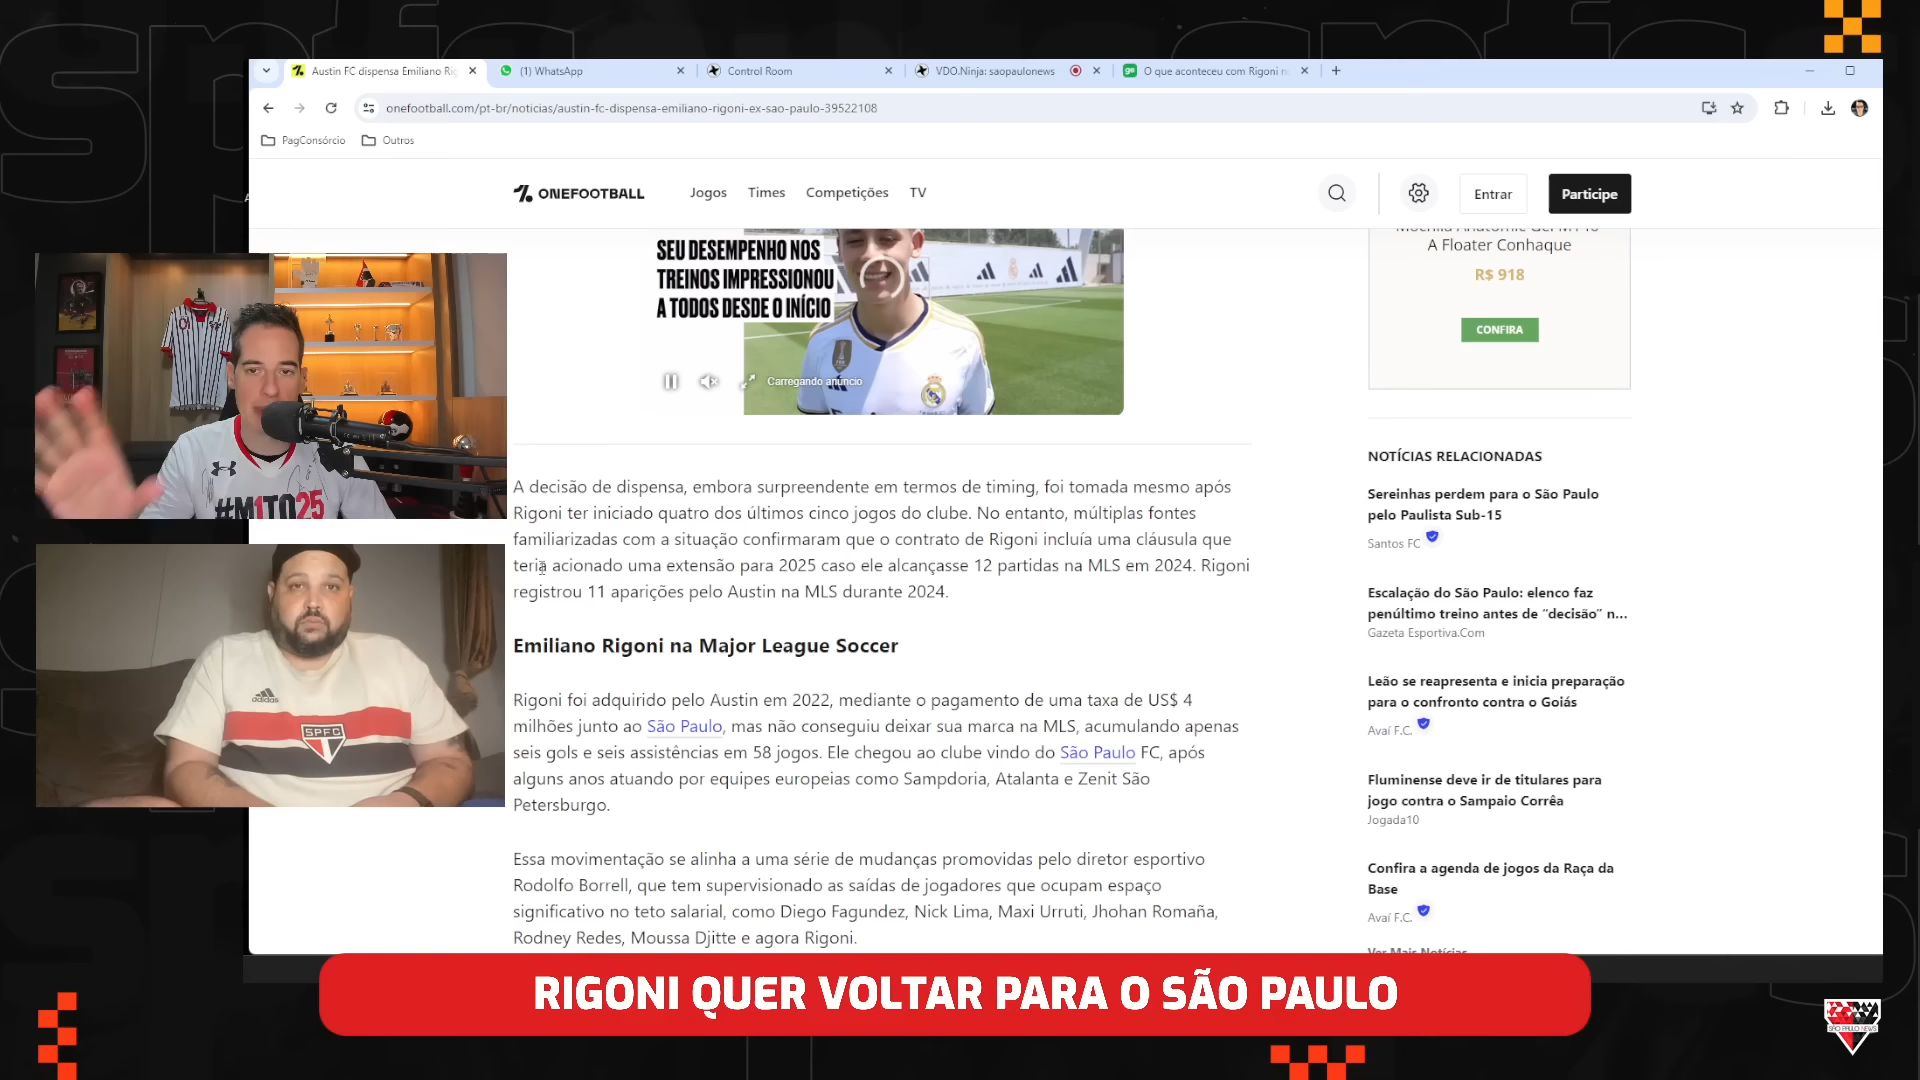 Austin FC dispensa Emiliano Rig
(1) WhatsApp
Control Room
VDO.Ninja: saopaulonews
O que aconteceu com Rigoni n
onefootball.com/pt-br/noticias/austin-fc-dispensa-emiliano-rigoni-ex-sao-paulo-39522108
PagConsórcio
Outros
ONEFOOTBALL
Jogos
Times
Competições
TV
Entrar
Participe
SEU DESEMPENHO NOS
TREINOS IMPRESSIONOU
A TODOS DESDE O INÍCIO
Carregando anúncio
A Floater Conhaque
R$ 918
CONFIRA
A decisão de dispensa, embora surpreendente em termos de timing, foi tomada mesmo após
Rigoni ter iniciado quatro dos últimos cinco jogos do clube. No entanto, múltiplas fontes
familiarizadas com a situação confirmaram que o contrato de Rigoni incluía uma cláusula que
teria acionado uma extensão para 2025 caso ele alcançasse 12 partidas na MLS em 2024. Rigoni
registrou 11 aparições pelo Austin na MLS durante 2024.
Emiliano Rigoni na Major League Soccer
Rigoni foi adquirido pelo Austin em 2022, mediante o pagamento de uma taxa de US$ 4
milhões junto ao São Paulo, mas não conseguiu deixar sua marca na MLS, acumulando apenas
seis gols e seis assistências em 58 jogos. Ele chegou ao clube vindo do São Paulo FC, após
alguns anos atuando por equipes europeias como Sampdoria, Atalanta e Zenit São
Petersburgo.
Essa movimentação se alinha a uma série de mudanças promovidas pelo diretor esportivo
Rodolfo Borrell, que tem supervisionado as saídas de jogadores que ocupam espaço
significativo no teto salarial, como Diego Fagundez, Nick Lima, Maxi Urruti, Jhohan Romaña,
Rodney Redes, Moussa Djitte e agora Rigoni.
NOTÍCIAS RELACIONADAS
Sereinhas perdem para o São Paulo
pelo Paulista Sub-15
Santos FC
Escalação do São Paulo: elenco faz
penúltimo treino antes de “decisão” n...
Gazeta Esportiva.Com
Leão se reapresenta e inicia preparação
para o confronto contra o Goiás
Avaí F.C.
Fluminense deve ir de titulares para
jogo contra o Sampaio Corrêa
Jogada10
Confira a agenda de jogos da Raça da
Base
Avaí F.C.
Ver Mais Notícias
#M1TO25
adidas
SPFC
RIGONI QUER VOLTAR PARA O SÃO PAULO
SÃO PAULO NEWS